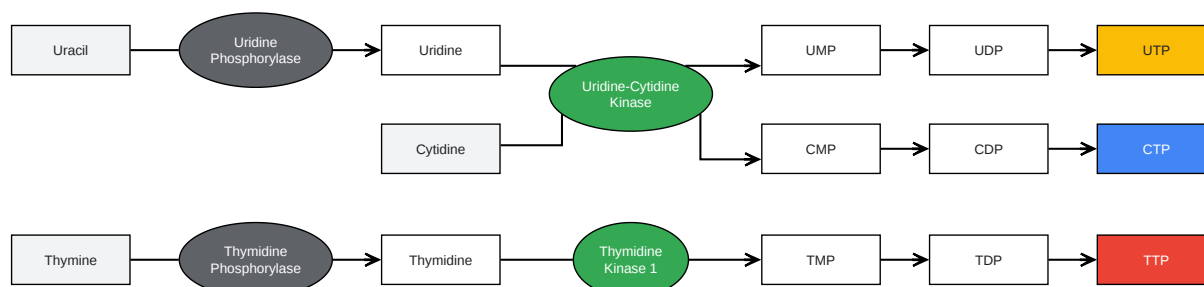 Uracil
Uridine
Phosphorylase
Uridine
Uridine-Cytidine
Kinase
UMP
UDP
UTP
Cytidine
CMP
CDP
CTP
Thymine
Thymidine
Phosphorylase
Thymidine
Thymidine
Kinase 1
TMP
TDP
TTP